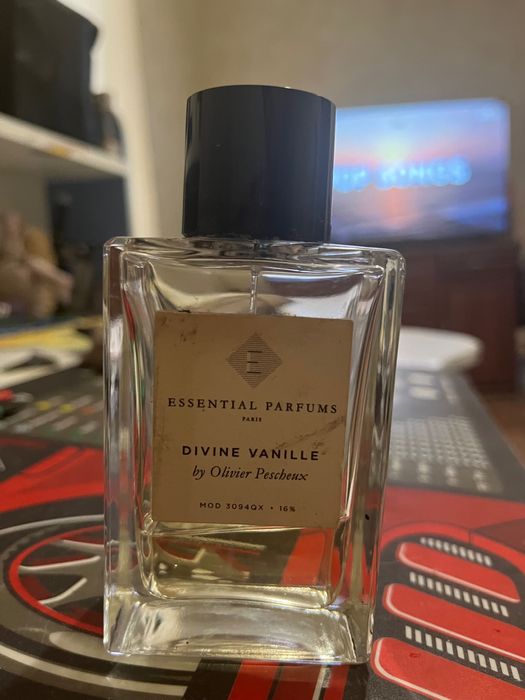 E
ESSENTIAL PARFUMS
PARIS
DIVINE VANILLE
by Olivier Pescheux
MOD 3094QX • 16%